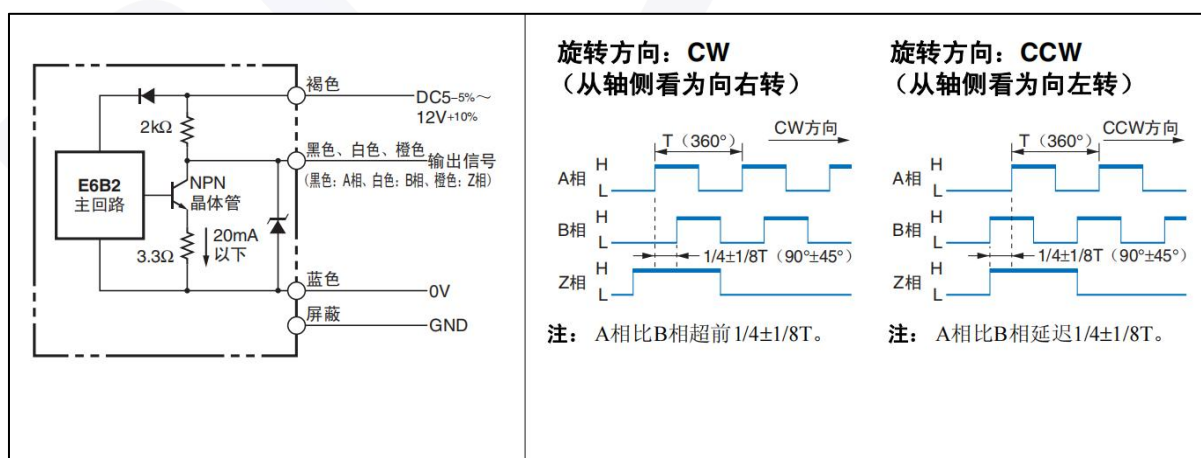 褐色
DC5-5%～
12V+10%
2kΩ
黑色、白色、橙色
输出信号
(黑色: A相、白色: B相、橙色: Z相)
E6B2
主回路
NPN
晶体管
20mA
以下
3.3Ω
蓝色
0V
屏蔽
GND
旋转方向：CW
（从轴侧看为向右转）
T（360°）
CW方向
A相
H
L
B相
H
L
1/4±1/8T（90°±45°）
Z相
H
L
注： A相比B相超前1/4±1/8T。
旋转方向：CCW
（从轴侧看为向左转）
T（360°）
CCW方向
A相
H
L
B相
H
L
1/4±1/8T（90°±45°）
Z相
H
L
注： A相比B相延迟1/4±1/8T。